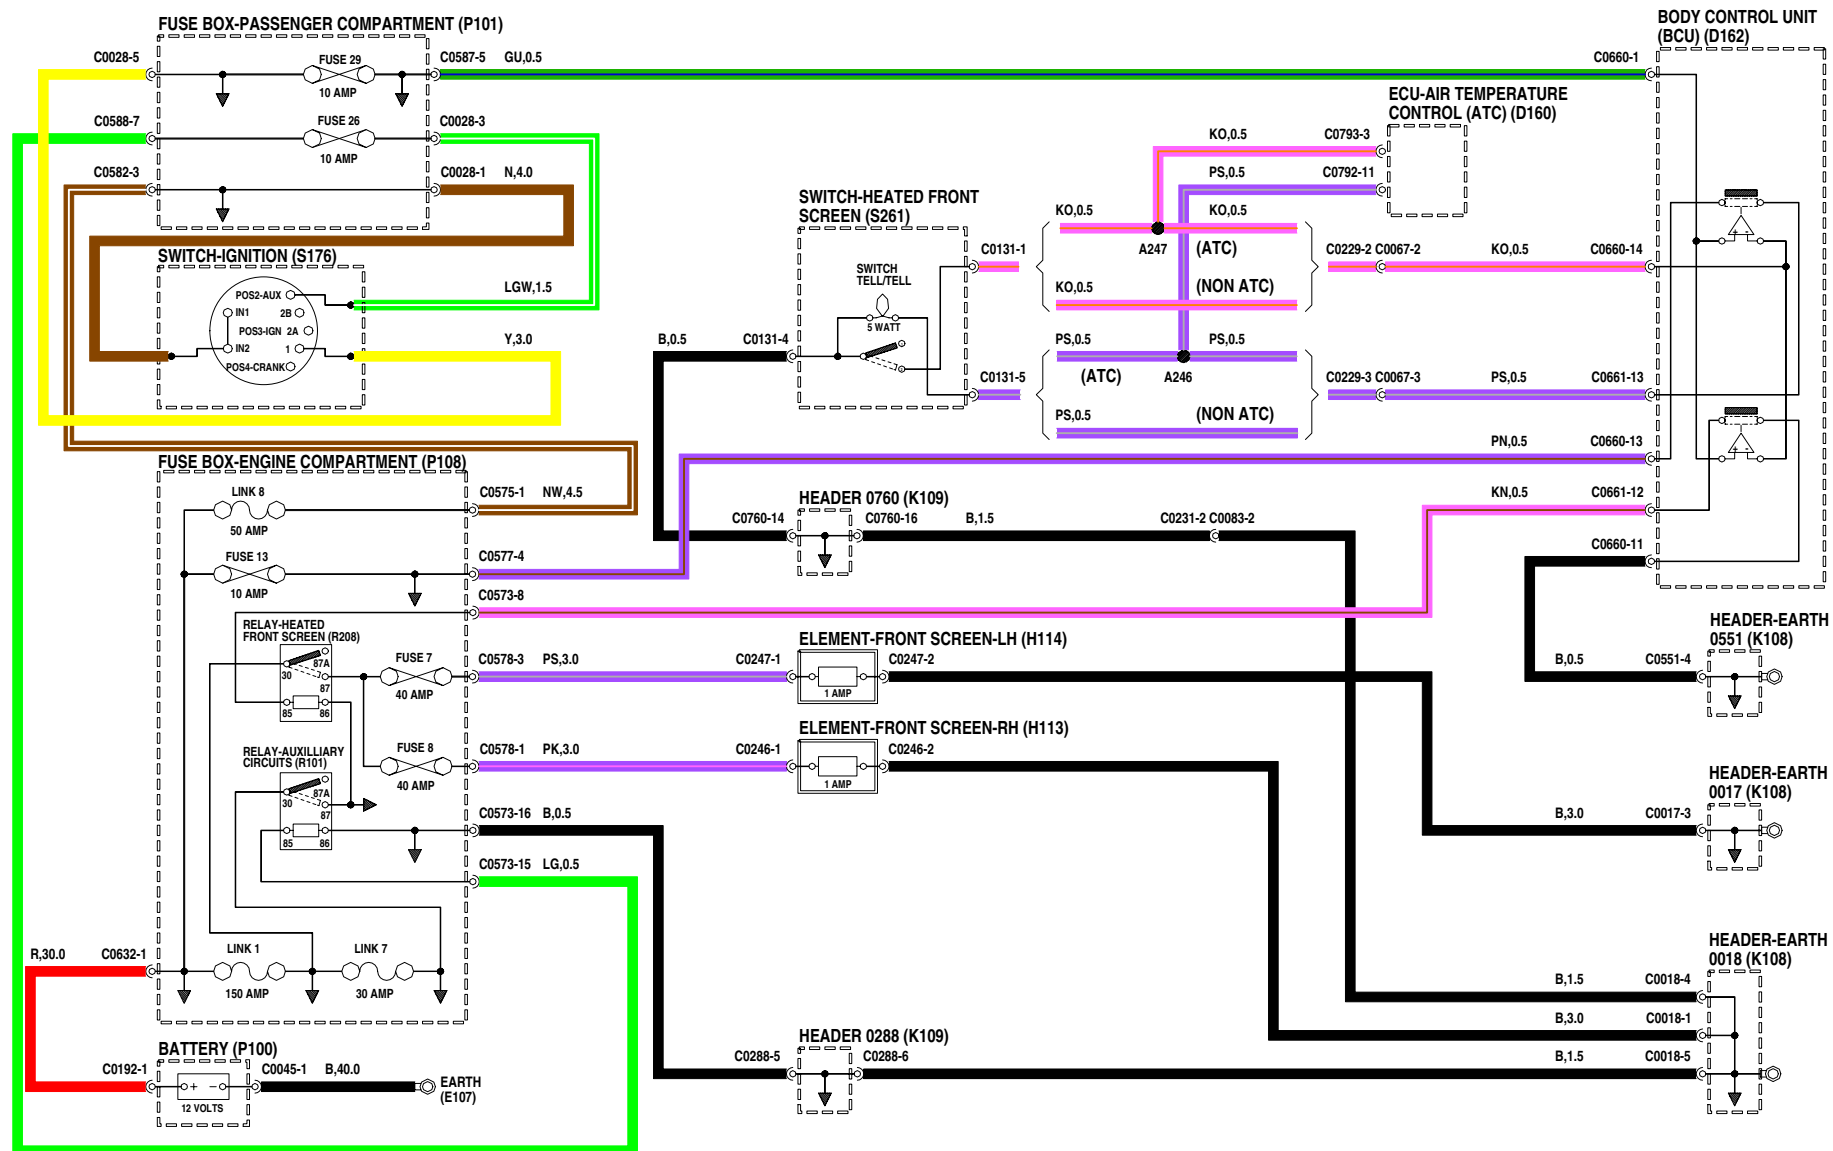 FUSE BOX-PASSENGER COMPARTMENT (P101)
C0028-5
FUSE 29
10 AMP
C0587-5 GU,0.5
C0588-7
FUSE 26
10 AMP
C0028-3
C0582-3
C0028-1 N,4.0
SWITCH-IGNITION (S176)
POS2-AUX
IN1
2B
POS3-IGN 2A
IN2
1
POS4-CRANK
LGW,1.5
Y,3.0
FUSE BOX-ENGINE COMPARTMENT (P108)
LINK 8
50 AMP
C0575-1 NW,4.5
FUSE 13
10 AMP
C0577-4
C0573-8
RELAY-HEATED
FRONT SCREEN (R208)
87A
30
87
85
86
FUSE 7
40 AMP
C0578-3 PS,3.0
RELAY-AUXILLIARY
CIRCUITS (R101)
87A
30
87
85
86
FUSE 8
40 AMP
C0578-1 PK,3.0
C0573-16 B,0.5
C0573-15 LG,0.5
R,30.0
C0632-1
LINK 1
150 AMP
LINK 7
30 AMP
BATTERY (P100)
C0192-1
+ −
12 VOLTS
C0045-1 B,40.0
EARTH
(E107)
SWITCH-HEATED FRONT
SCREEN (S261)
SWITCH
TELL/TELL
5 WATT
B,0.5
C0131-4
C0131-1
C0131-5
KO,0.5
KO,0.5
A247
(ATC)
(NON ATC)
KO,0.5
PS,0.5
PS,0.5
(ATC)
A246
(NON ATC)
PS,0.5
KO,0.5
C0793-3
PS,0.5
C0792-11
ECU-AIR TEMPERATURE
CONTROL (ATC) (D160)
C0229-2 C0067-2
KO,0.5
C0660-14
C0229-3 C0067-3
PS,0.5
C0661-13
PN,0.5
C0660-13
KN,0.5
C0661-12
C0660-11
BODY CONTROL UNIT
(BCU) (D162)
C0660-1
+ -
+ -
HEADER 0760 (K109)
C0760-14
C0760-16
B,1.5
C0231-2 C0083-2
ELEMENT-FRONT SCREEN-LH (H114)
C0247-1
1 AMP
C0247-2
ELEMENT-FRONT SCREEN-RH (H113)
C0246-1
1 AMP
C0246-2
HEADER 0288 (K109)
C0288-5
C0288-6
HEADER-EARTH
0551 (K108)
B,0.5
C0551-4
HEADER-EARTH
0017 (K108)
B,3.0
C0017-3
HEADER-EARTH
0018 (K108)
B,1.5
C0018-4
B,3.0
C0018-1
B,1.5
C0018-5